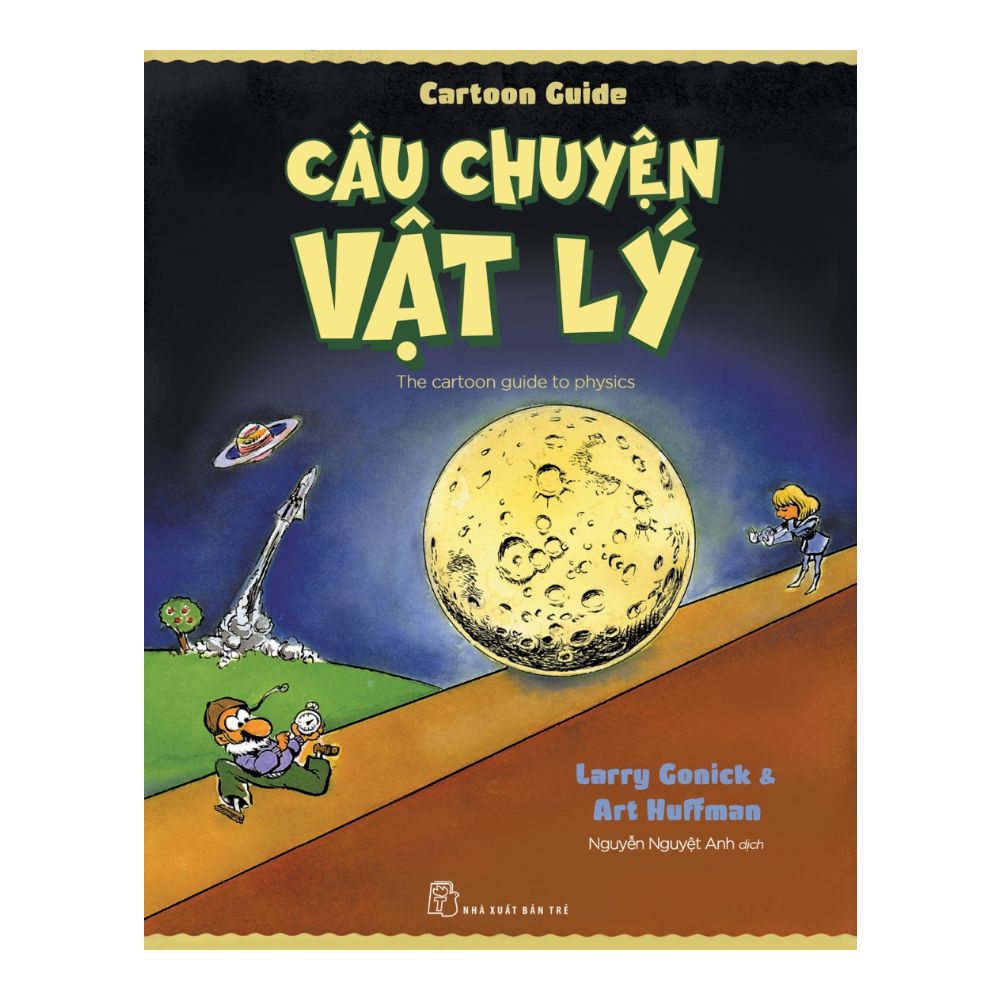 Cartoon Guide
CÂU CHUYỆN
VẬT LÝ
The cartoon guide to physics
Larry Gonick &
Art Huffman
Nguyễn Nguyệt Anh dịch
NHÀ XUẤT BẢN TRẺ